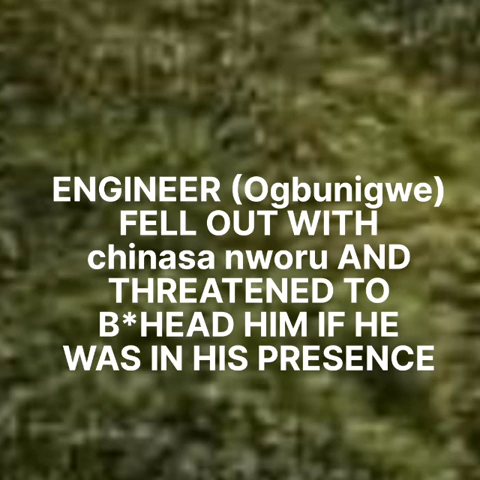 ENGINEER (Ogbunigwe)
FELL OUT WITH
chinasa nworu AND
THREATENED TO
B*HEAD HIM IF HE
WAS IN HIS PRESENCE